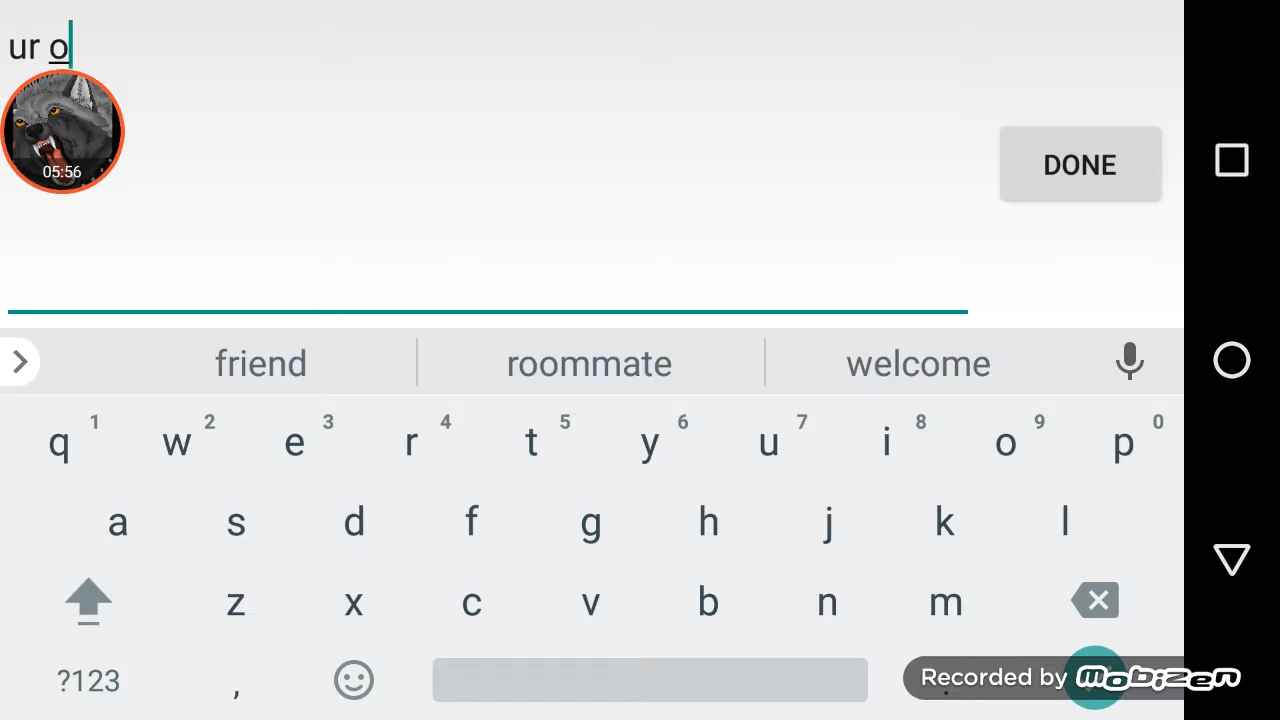 ur o
05:56
DONE
friend roommate welcome
1 2 3 4 5 6 7 8 9 0
q w e r t y u i o p
a s d f g h j k l
z x c v b n m
?123 , .
Recorded by mobizen